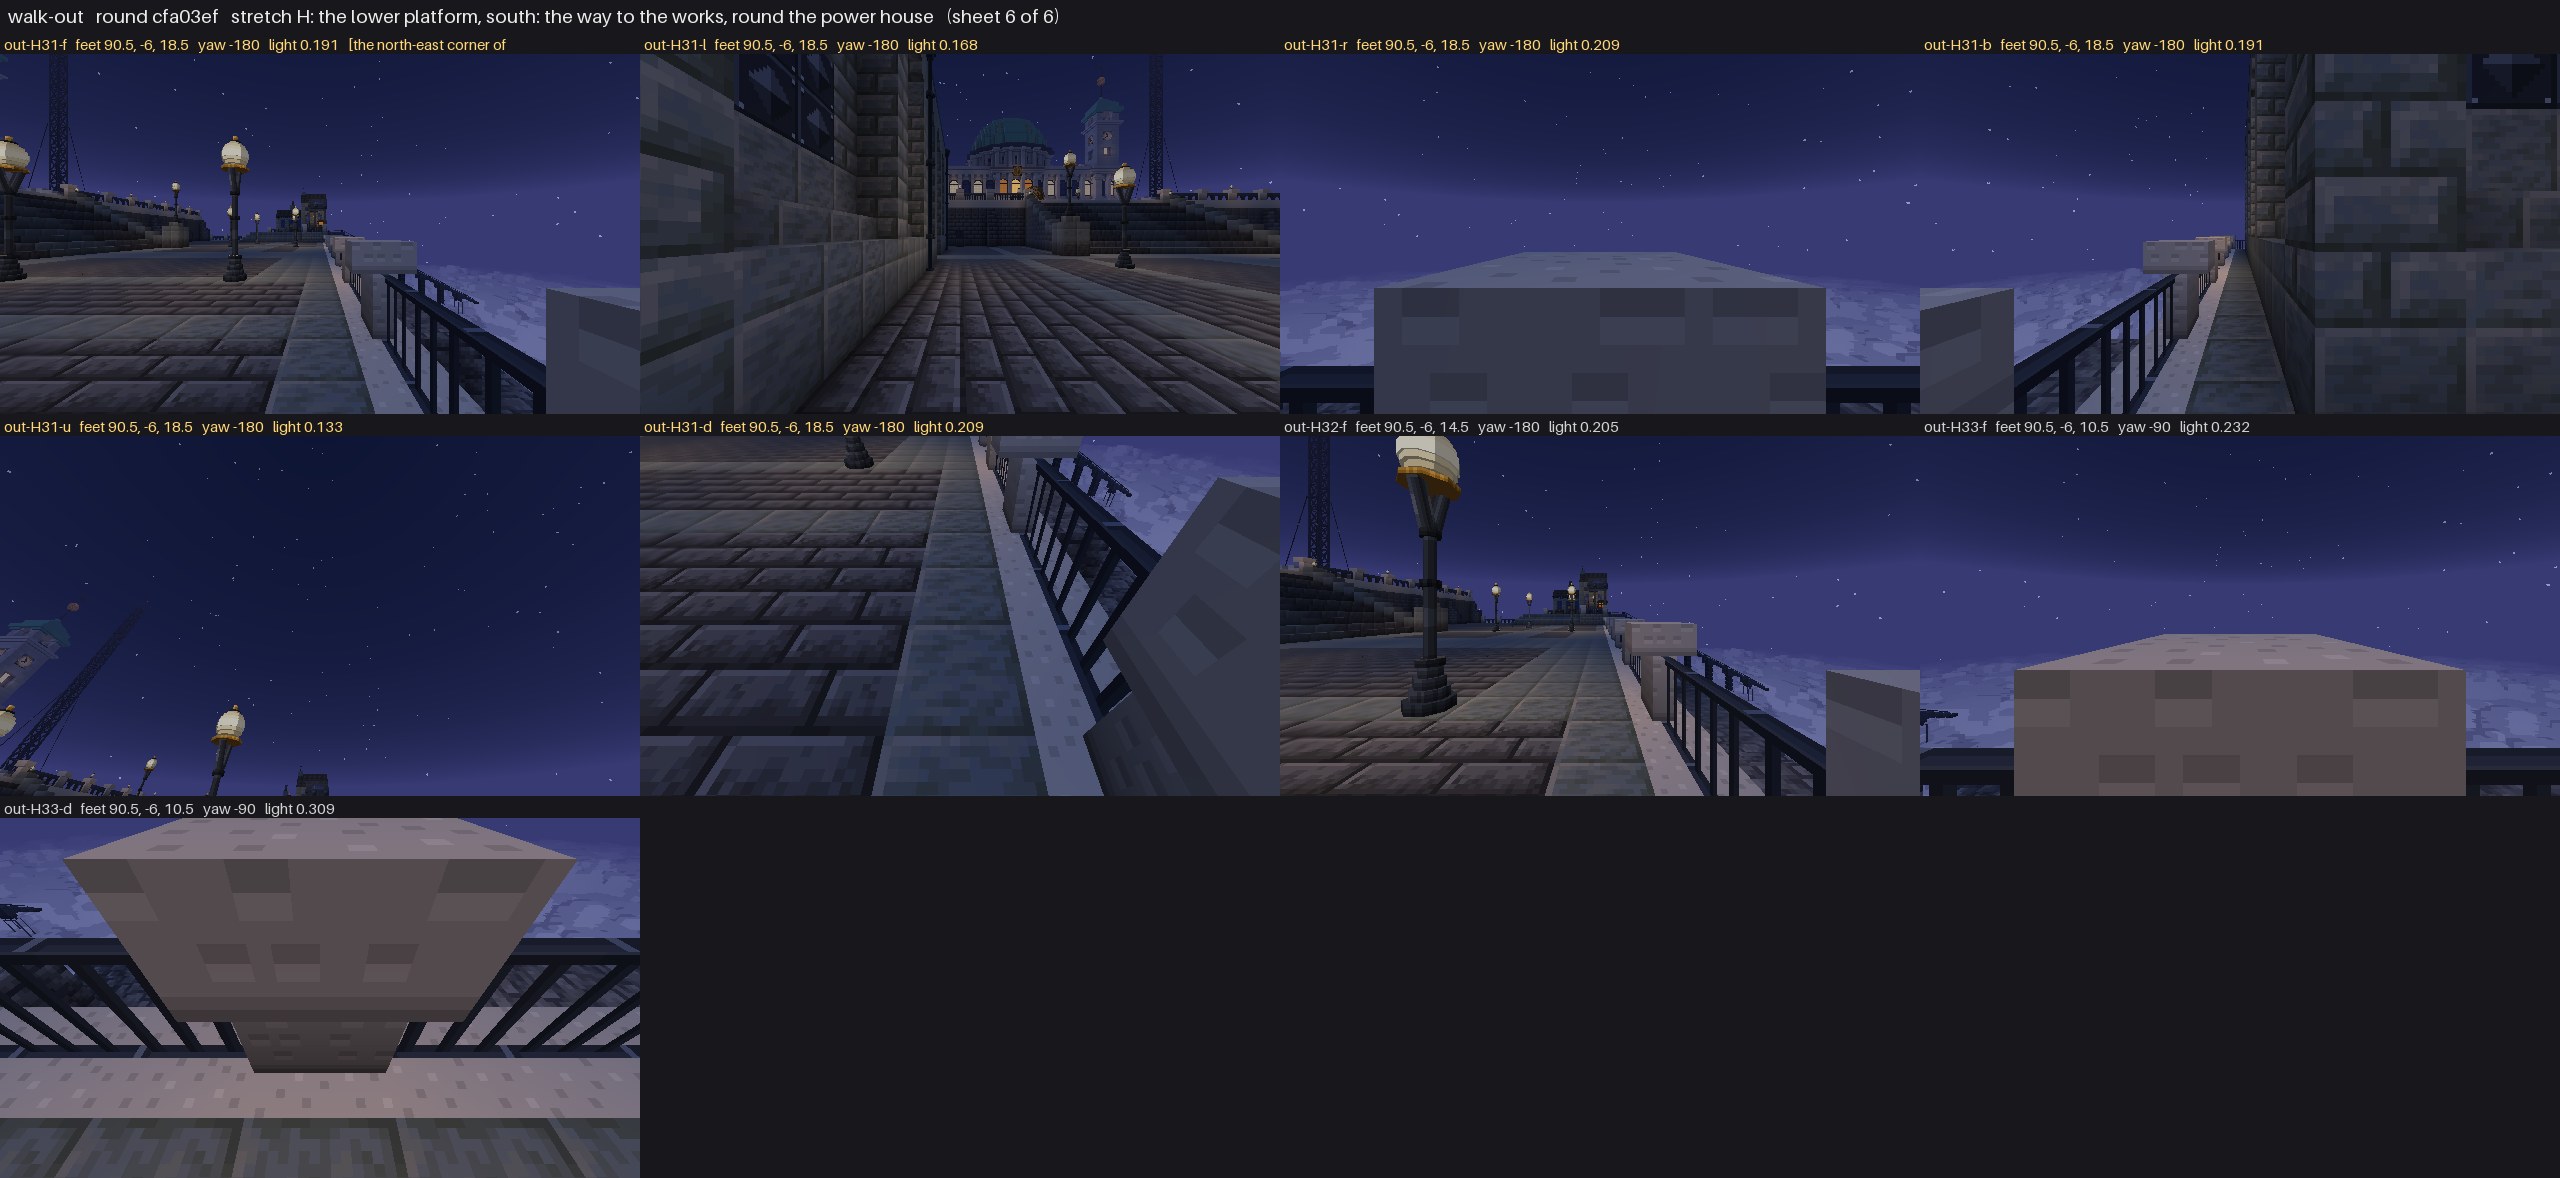 walk-out   round cfa03ef   stretch H: the lower platform, south: the way to the works, round the power house   (sheet 6 of 6)
out-H31-f  feet 90.5, -6, 18.5   yaw -180   light 0.191   [the north-east corner of
out-H31-l  feet 90.5, -6, 18.5   yaw -180   light 0.168
out-H31-r  feet 90.5, -6, 18.5   yaw -180   light 0.209
out-H31-b  feet 90.5, -6, 18.5   yaw -180   light 0.191
out-H31-u  feet 90.5, -6, 18.5   yaw -180   light 0.133
out-H31-d  feet 90.5, -6, 18.5   yaw -180   light 0.209
out-H32-f  feet 90.5, -6, 14.5   yaw -180   light 0.205
out-H33-f  feet 90.5, -6, 10.5   yaw -90   light 0.232
out-H33-d  feet 90.5, -6, 10.5   yaw -90   light 0.309